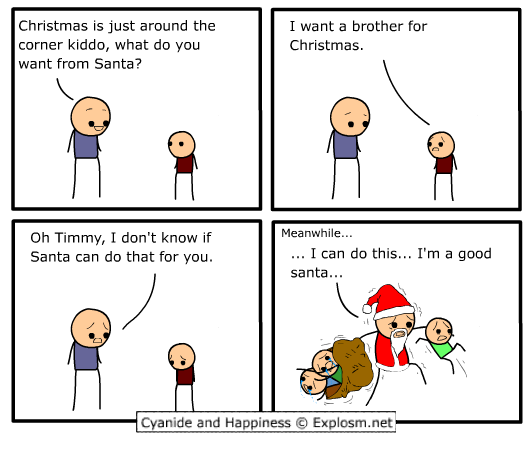 Christmas is just around the
corner kiddo, what do you
want from Santa?
I want a brother for
Christmas.
Oh Timmy, I don't know if
Santa can do that for you.
Meanwhile...
... I can do this... I'm a good
santa...
Cyanide and Happiness © Explosm.net